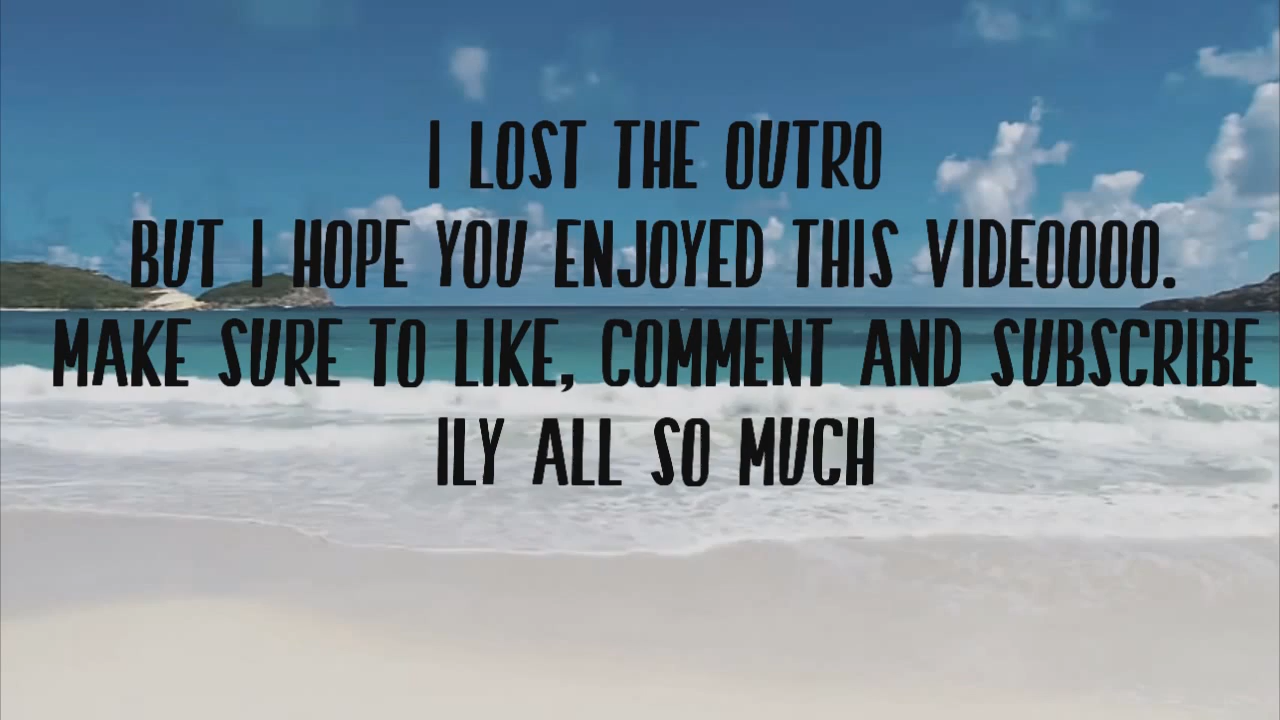 I LOST THE OUTRO
BUT I HOPE YOU ENJOYED THIS VIDEOOOO.
MAKE SURE TO LIKE, COMMENT AND SUBSCRIBE
ILY ALL SO MUCH